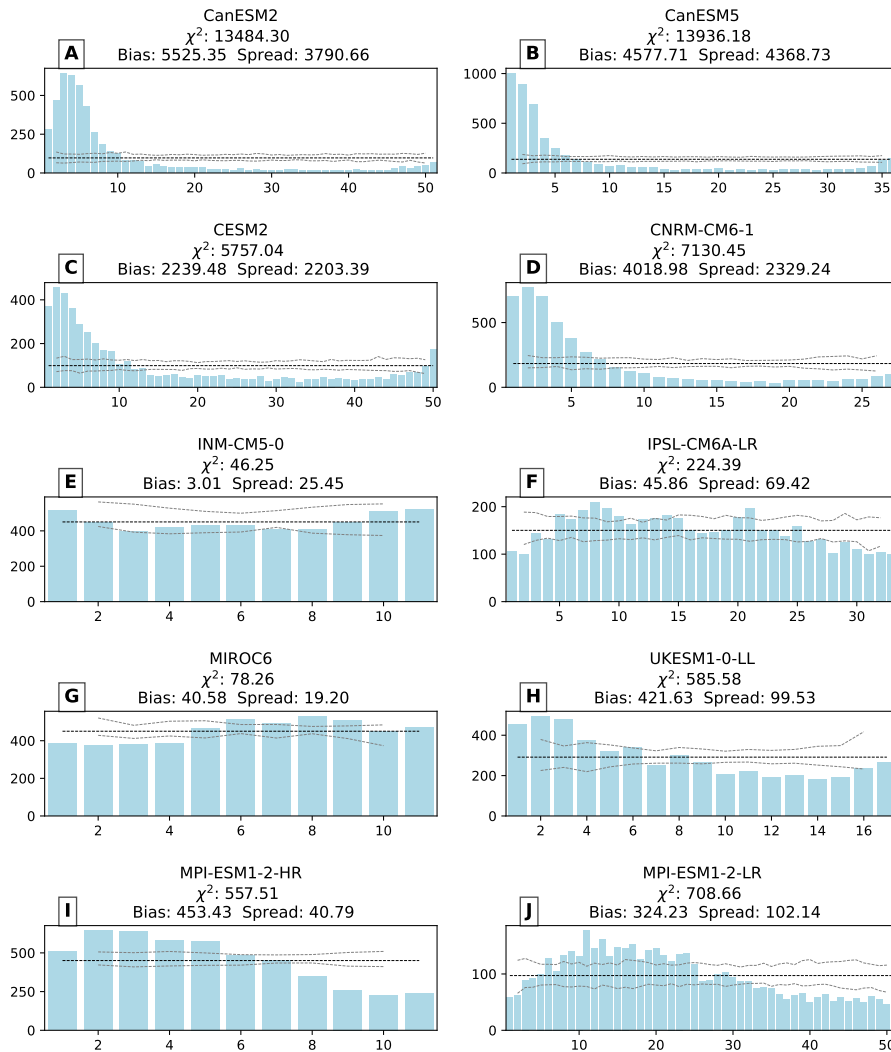 CanESM2
χ²: 13484.30
A Bias: 5525.35 Spread: 3790.66
500
250
0
10 20 30 40 50
CanESM5
χ²: 13936.18
B Bias: 4577.71 Spread: 4368.73
1000
500
0
5 10 15 20 25 30 35
CESM2
χ²: 5757.04
C Bias: 2239.48 Spread: 2203.39
400
200
0
10 20 30 40 50
CNRM-CM6-1
χ²: 7130.45
D Bias: 4018.98 Spread: 2329.24
500
0
5 10 15 20 25
INM-CM5-0
χ²: 46.25
E Bias: 3.01 Spread: 25.45
400
200
0
2 4 6 8 10
IPSL-CM6A-LR
χ²: 224.39
F Bias: 45.86 Spread: 69.42
200
100
0
5 10 15 20 25 30
MIROC6
χ²: 78.26
G Bias: 40.58 Spread: 19.20
400
200
0
2 4 6 8 10
UKESM1-0-LL
χ²: 585.58
H Bias: 421.63 Spread: 99.53
400
200
0
2 4 6 8 10 12 14 16
MPI-ESM1-2-HR
χ²: 557.51
I Bias: 453.43 Spread: 40.79
500
250
0
2 4 6 8 10
MPI-ESM1-2-LR
χ²: 708.66
J Bias: 324.23 Spread: 102.14
100
0
10 20 30 40 50